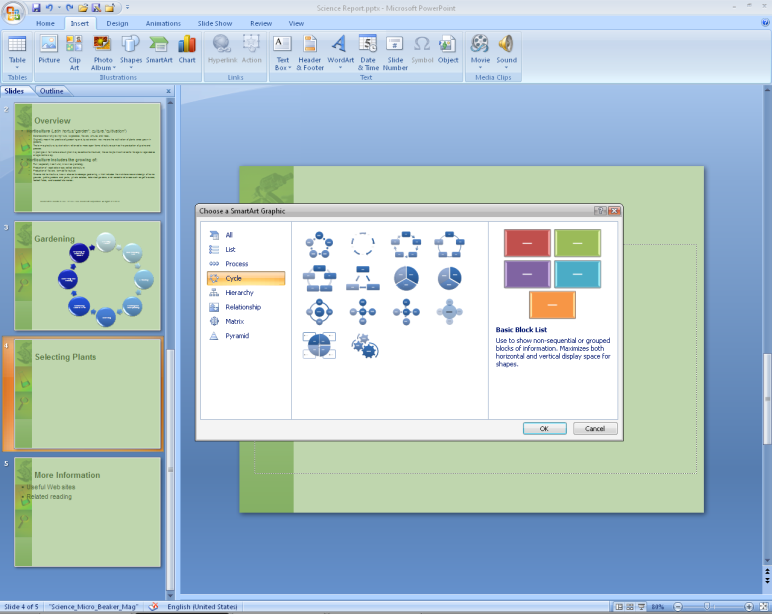 Science Report.pptx - Microsoft PowerPoint
Home Insert Design Animations Slide Show Review View
Table Picture Clip Art Photo Album Shapes SmartArt Chart Hyperlink Action Text Box Header & Footer WordArt Date & Time Slide Number Symbol Object Movie Sound
Tables Illustrations Links Text Media Clips
Slides Outline
2
Overview
3
Gardening
4
Selecting Plants
5
More Information
Useful Web sites
Related reading
Choose a SmartArt Graphic
All
List
Process
Cycle
Hierarchy
Relationship
Matrix
Pyramid
Basic Block List
Use to show non-sequential or grouped
blocks of information. Maximizes both
horizontal and vertical display space for
shapes.
OK Cancel
Slide 4 of 5 "Science_Micro_Beaker_Mag" English (United States) 80%